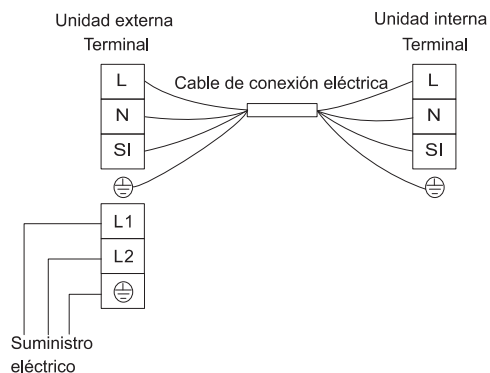 Unidad externa
Terminal
Unidad interna
Terminal
Cable de conexión eléctrica
L
N
SI
L
N
SI
L1
L2
Suministro
eléctrico